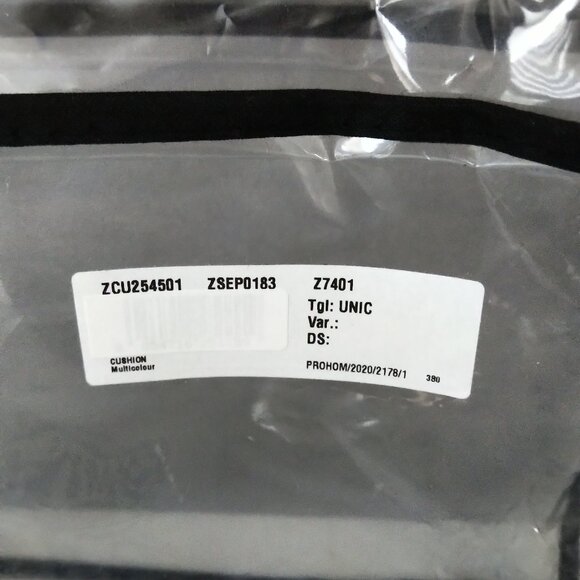 ZCU254501 ZSEP0183 Z7401
Tgl: UNIC
Var.:
DS:
CUSHION
Multicolour
PROHOM/2020/2178/1 380